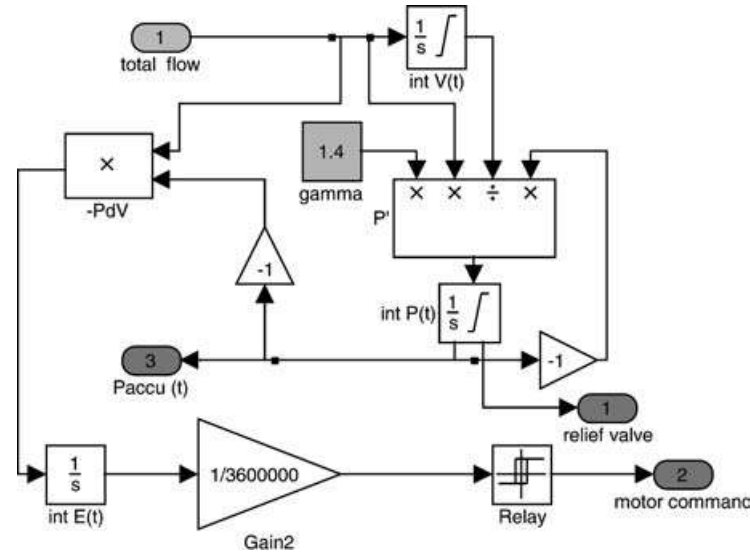 1
total flow
1
s
int V(t)
1.4
gamma
×
-PdV
× × ÷ ×
P'
-1
int P(t)
1
s
3
Paccu (t)
-1
1
relief valve
1
s
int E(t)
1/3600000
Gain2
Relay
2
motor command